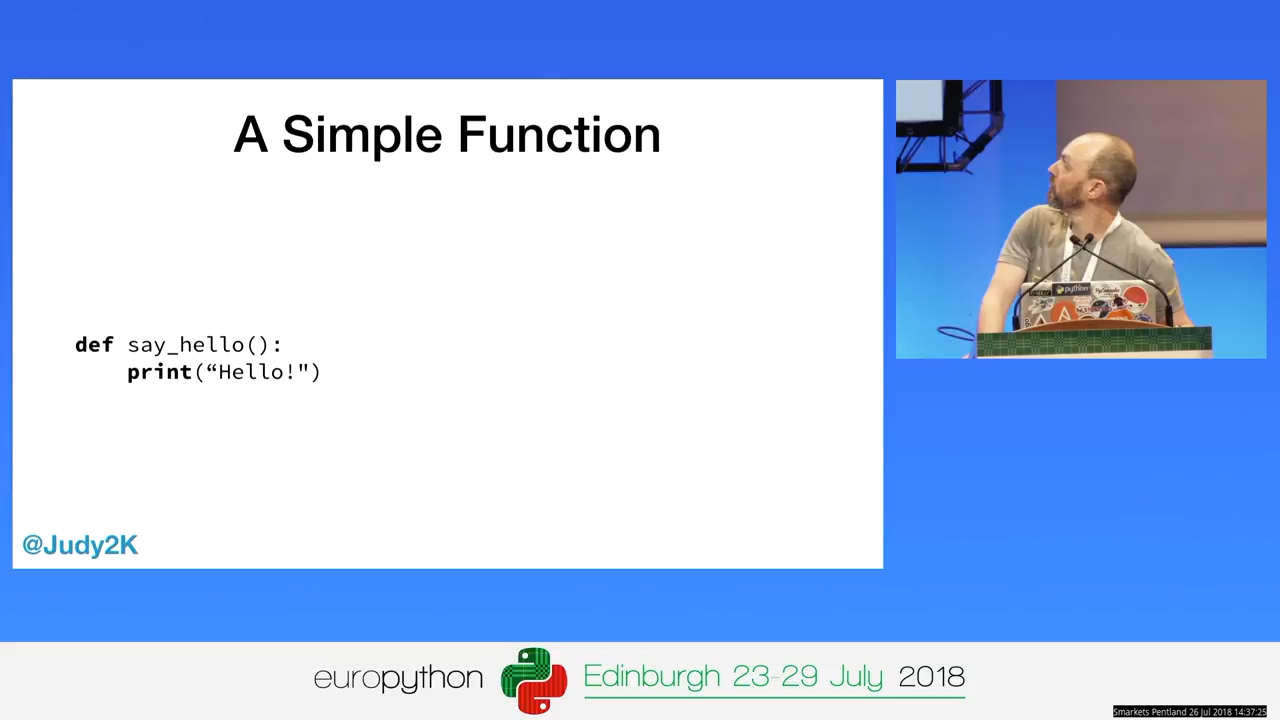 A Simple Function
def say_hello():
    print(“Hello!")
@Judy2K
python
europython
Edinburgh 23-29 July 2018
Smarkets Pentland 26 Jul 2018 14:37:25